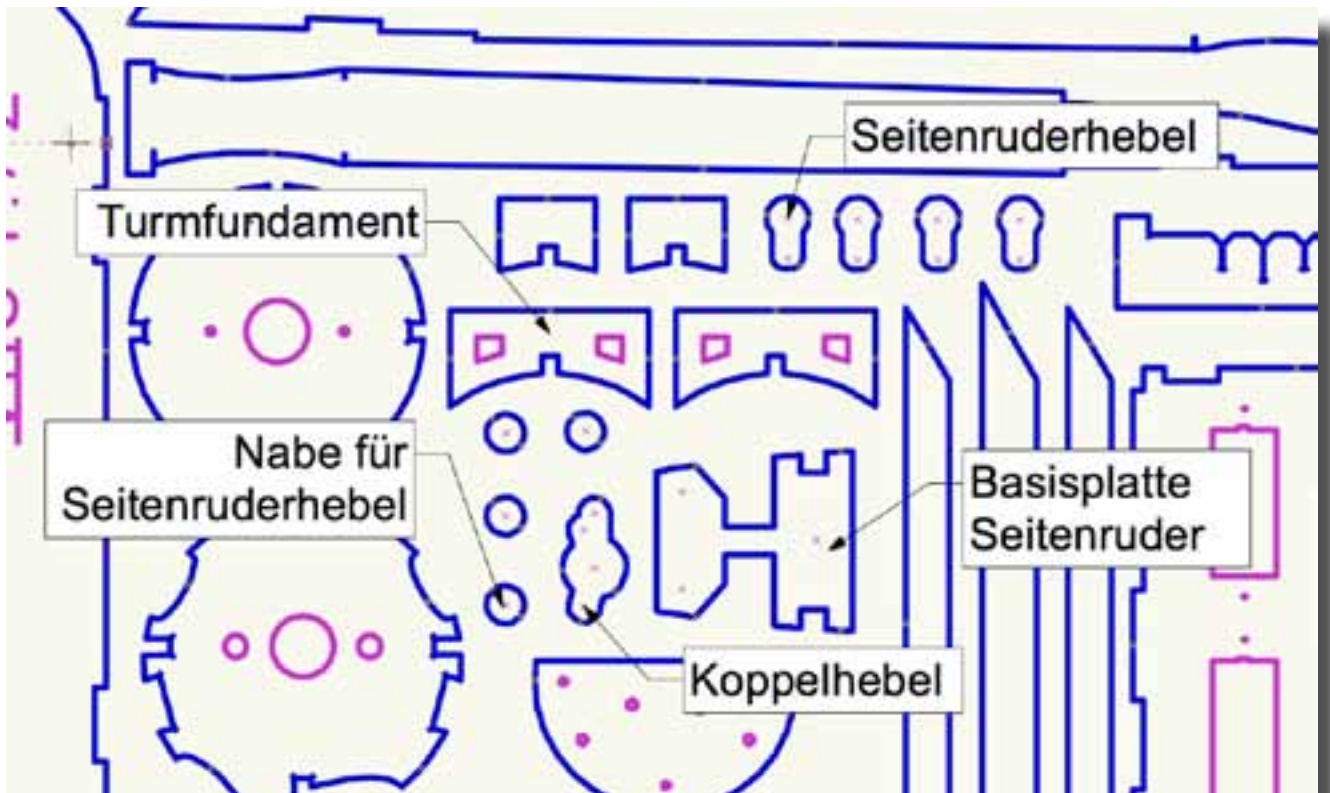 Seitenruderhebel
Turmfundament
Nabe für
Seitenruderhebel
Basisplatte
Seitenruder
Koppelhebel